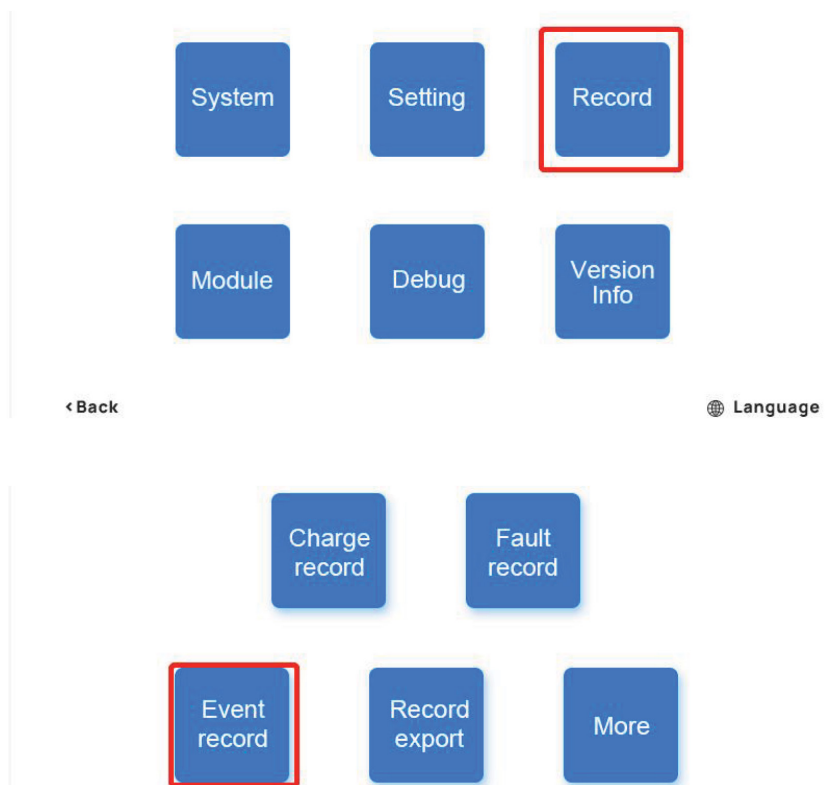 System
Setting
Record
Module
Debug
Version
Info
<Back
Language
Charge
record
Fault
record
Event
record
Record
export
More